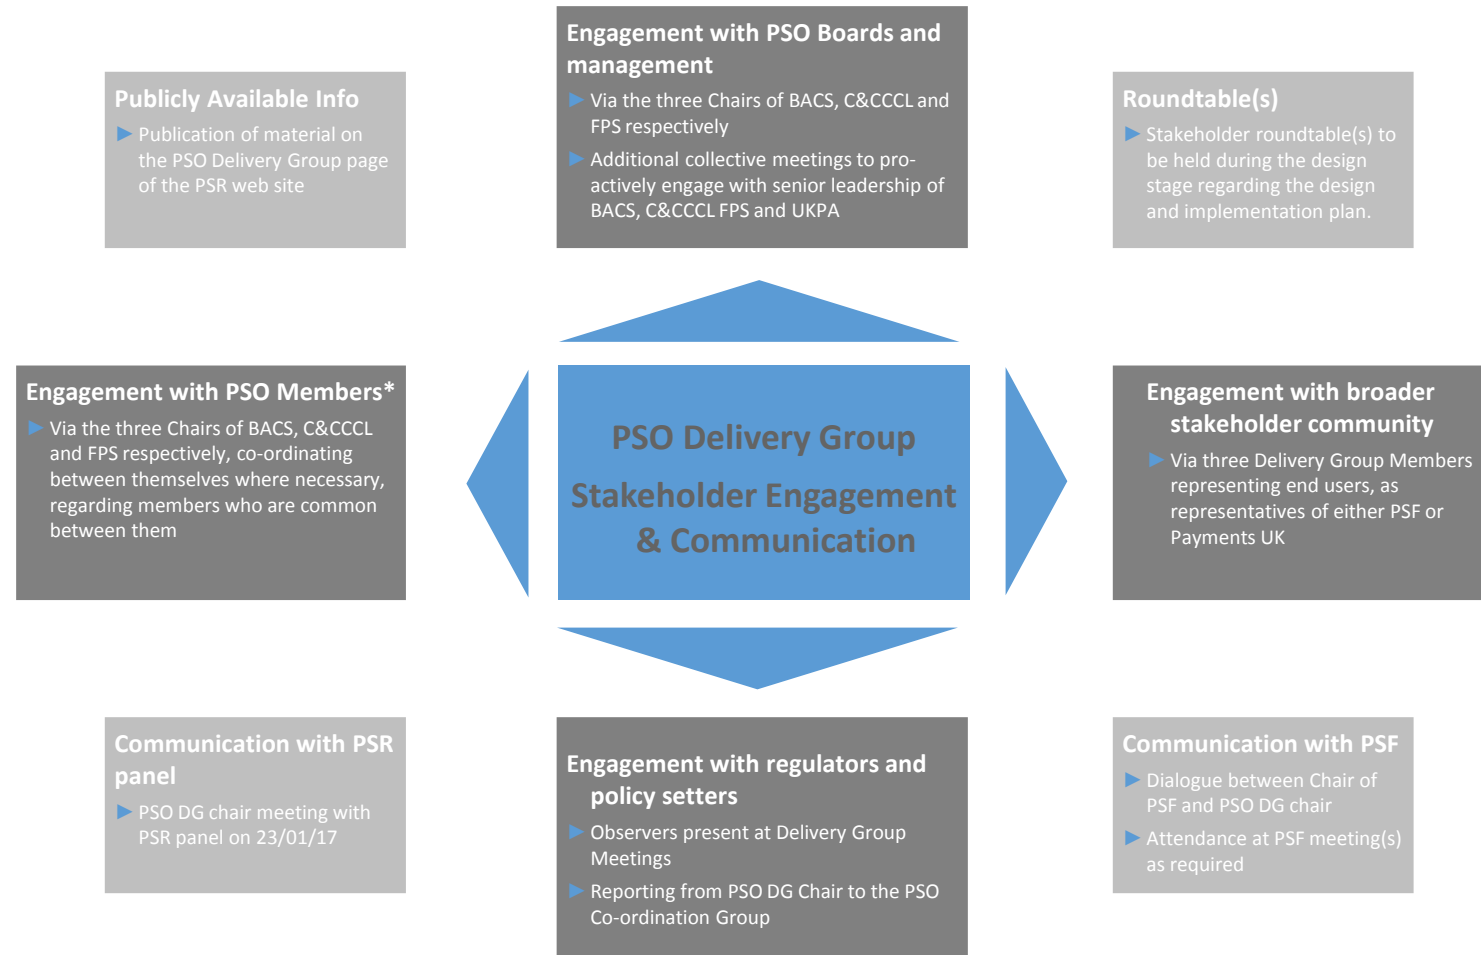 Publicly Available Info
Publication of material on
the PSO Delivery Group page
of the PSR web site
Engagement with PSO Boards and
management
Via the three Chairs of BACS, C&CCCL and
FPS respectively
Additional collective meetings to pro-
actively engage with senior leadership of
BACS, C&CCCL FPS and UKPA
Roundtable(s)
Stakeholder roundtable(s) to
be held during the design
stage regarding the design
and implementation plan.
Engagement with PSO Members*
Via the three Chairs of BACS, C&CCCL
and FPS respectively, co-ordinating
between themselves where necessary,
regarding members who are common
between them
PSO Delivery Group
Stakeholder Engagement
& Communication
Engagement with broader
stakeholder community
Via three Delivery Group Members
representing end users, as
representatives of either PSF or
Payments UK
Communication with PSR
panel
PSO DG chair meeting with
PSR panel on 23/01/17
Engagement with regulators and
policy setters
Observers present at Delivery Group
Meetings
Reporting from PSO DG Chair to the PSO
Co-ordination Group
Communication with PSF
Dialogue between Chair of
PSF and PSO DG chair
Attendance at PSF meeting(s)
as required